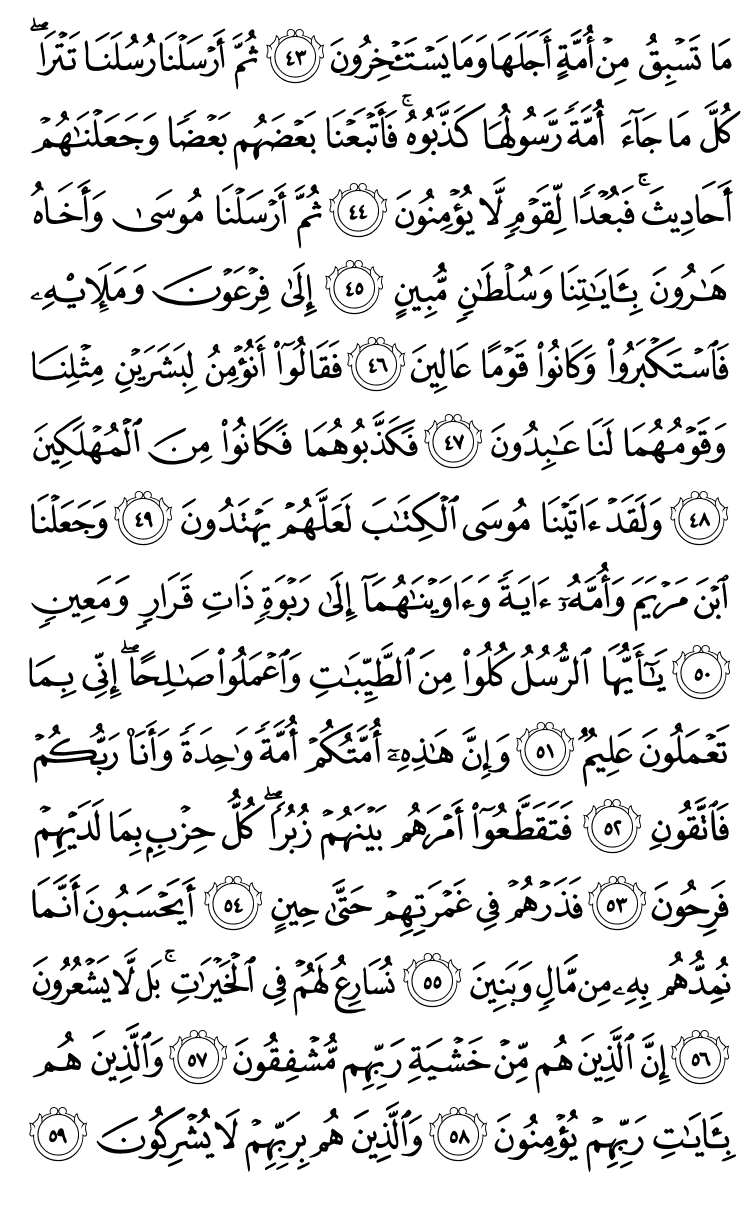 مَا تَسۡبِقُ مِنۡ أُمَّةٍ أَجَلَهَا وَمَا يَسۡتَـٔۡخِرُونَ ٤٣ ثُمَّ أَرۡسَلۡنَا رُسُلَنَا تَتۡرَاۖ
كُلَّ مَا جَآءَ أُمَّةٗ رَّسُولُهَا كَذَّبُوهُۚ فَأَتۡبَعۡنَا بَعۡضَهُم بَعۡضٗا وَجَعَلۡنَٰهُمۡ
أَحَادِيثَۚ فَبُعۡدٗا لِّقَوۡمٖ لَّا يُؤۡمِنُونَ ٤٤ ثُمَّ أَرۡسَلۡنَا مُوسَىٰ وَأَخَاهُ
هَٰرُونَ بِـَٔايَٰتِنَا وَسُلۡطَٰنٖ مُّبِينٍ ٤٥ إِلَىٰ فِرۡعَوۡنَ وَمَلَإِيْهِۦ
فَٱسۡتَكۡبَرُواْ وَكَانُواْ قَوۡمًا عَالِينَ ٤٦ فَقَالُوٓاْ أَنُؤۡمِنُ لِبَشَرَيۡنِ مِثۡلِنَا
وَقَوۡمُهُمَا لَنَا عَٰبِدُونَ ٤٧ فَكَذَّبُوهُمَا فَكَانُواْ مِنَ ٱلۡمُهۡلَكِينَ
٤٨ وَلَقَدۡ ءَاتَيۡنَا مُوسَى ٱلۡكِتَٰبَ لَعَلَّهُمۡ يَهۡتَدُونَ ٤٩ وَجَعَلۡنَا
ٱبۡنَ مَرۡيَمَ وَأُمَّهُۥٓ ءَايَةٗ وَءَاوَيۡنَٰهُمَآ إِلَىٰ رَبۡوَةٖ ذَاتِ قَرَارٖ وَمَعِينٖ
٥٠ يَٰٓأَيُّهَا ٱلرُّسُلُ كُلُواْ مِنَ ٱلطَّيِّبَٰتِ وَٱعۡمَلُواْ صَٰلِحًاۖ إِنِّي بِمَا
تَعۡمَلُونَ عَلِيمٞ ٥١ وَإِنَّ هَٰذِهِۦٓ أُمَّتُكُمۡ أُمَّةٗ وَٰحِدَةٗ وَأَنَا۠ رَبُّكُمۡ
فَٱتَّقُونِ ٥٢ فَتَقَطَّعُوٓاْ أَمۡرَهُم بَيۡنَهُمۡ زُبُرٗاۖ كُلُّ حِزۡبِۭ بِمَا لَدَيۡهِمۡ
فَرِحُونَ ٥٣ فَذَرۡهُمۡ فِي غَمۡرَتِهِمۡ حَتَّىٰ حِينٍ ٥٤ أَيَحۡسَبُونَ أَنَّمَا
نُمِدُّهُم بِهِۦ مِن مَّالٖ وَبَنِينَ ٥٥ نُسَارِعُ لَهُمۡ فِي ٱلۡخَيۡرَٰتِۚ بَل لَّا يَشۡعُرُونَ
٥٦ إِنَّ ٱلَّذِينَ هُم مِّنۡ خَشۡيَةِ رَبِّهِم مُّشۡفِقُونَ ٥٧ وَٱلَّذِينَ هُم
بِـَٔايَٰتِ رَبِّهِمۡ يُؤۡمِنُونَ ٥٨ وَٱلَّذِينَ هُم بِرَبِّهِمۡ لَا يُشۡرِكُونَ ٥٩